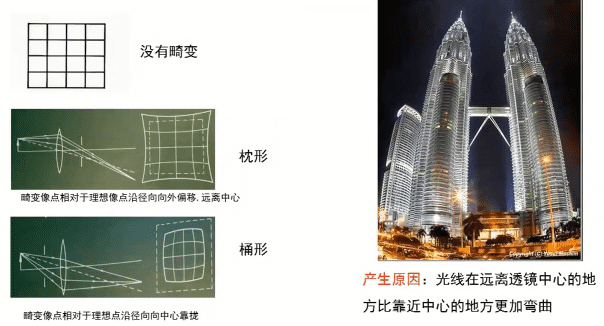 没有畸变
枕形
畸变像点相对于理想像点沿径向向外偏移.远离中心
桶形
畸变像点相对于理想点沿径向向中心靠拢
产生原因：光线在远离透镜中心的地
方比靠近中心的地方更加弯曲